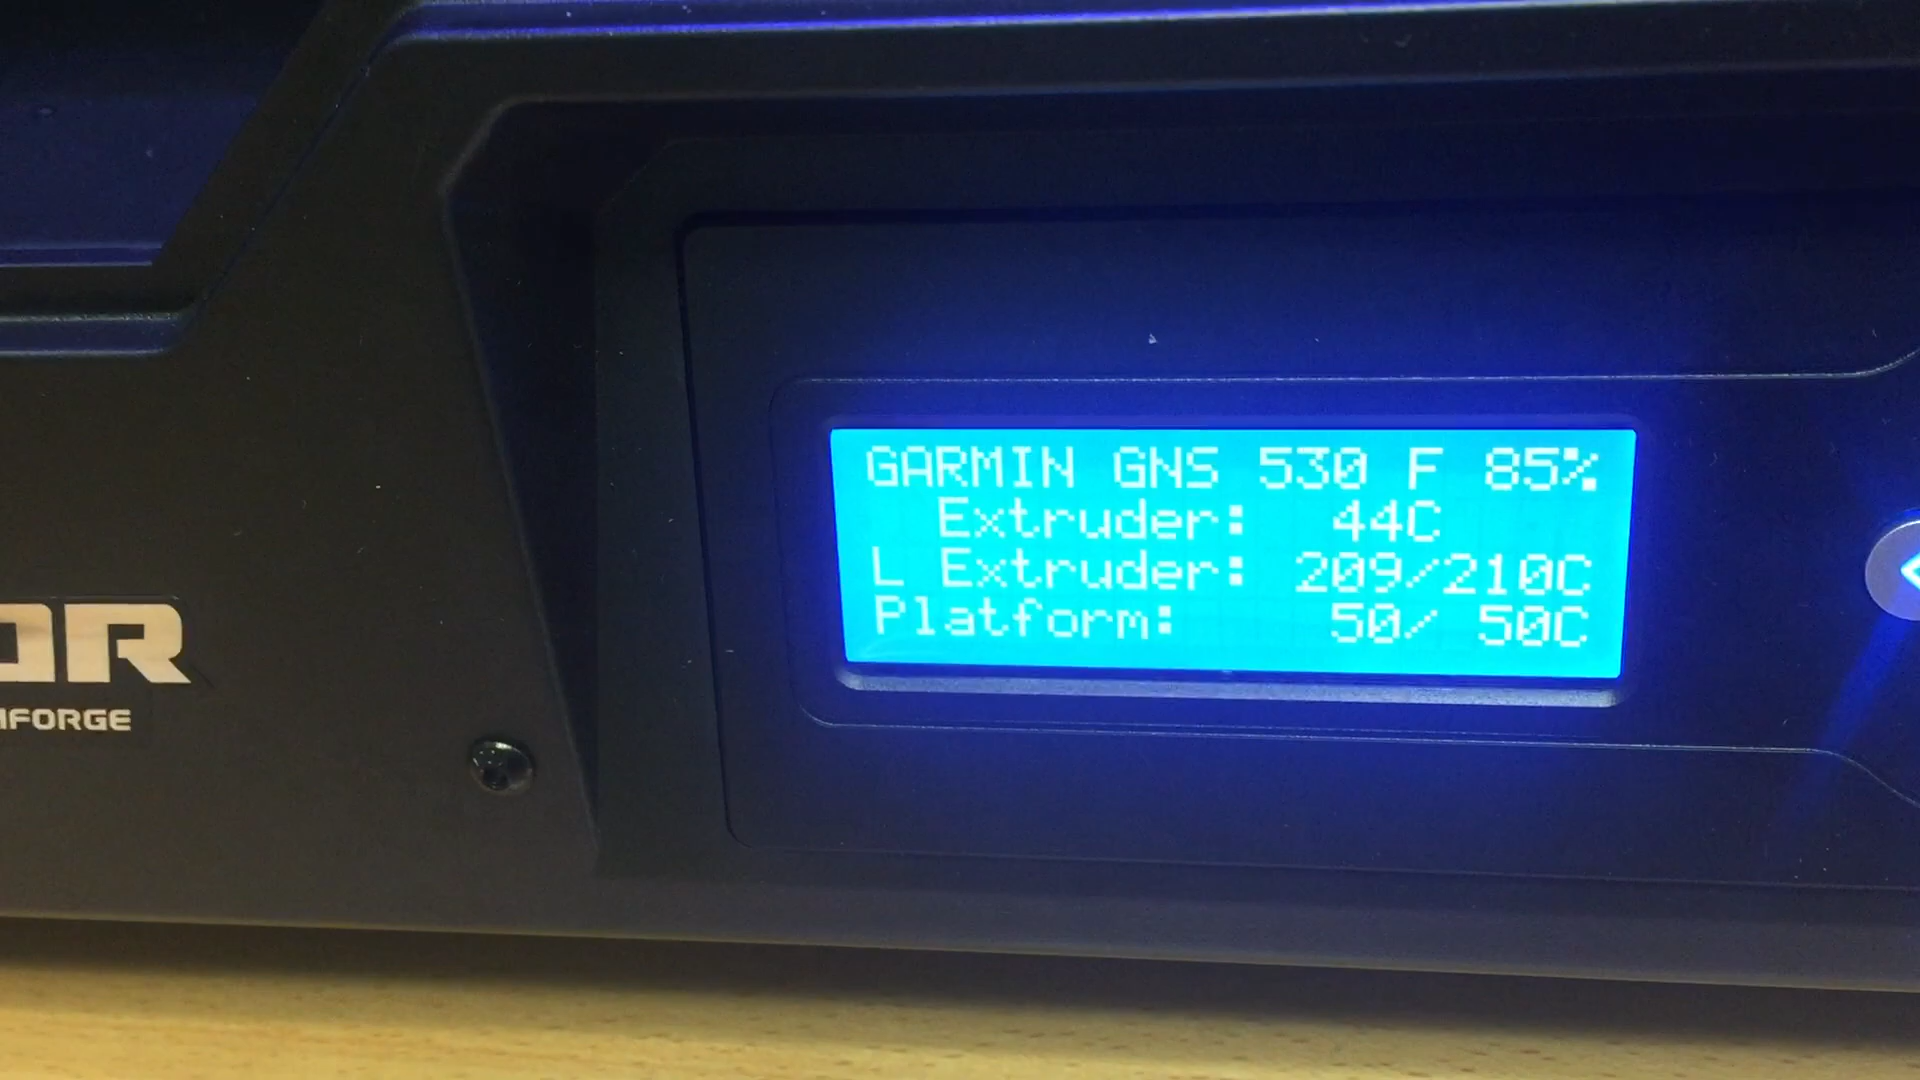 GARMIN GNS 530 F 85%
Extruder: 44C
L Extruder: 209/210C
Platform: 50/ 50C
OR
FORGE